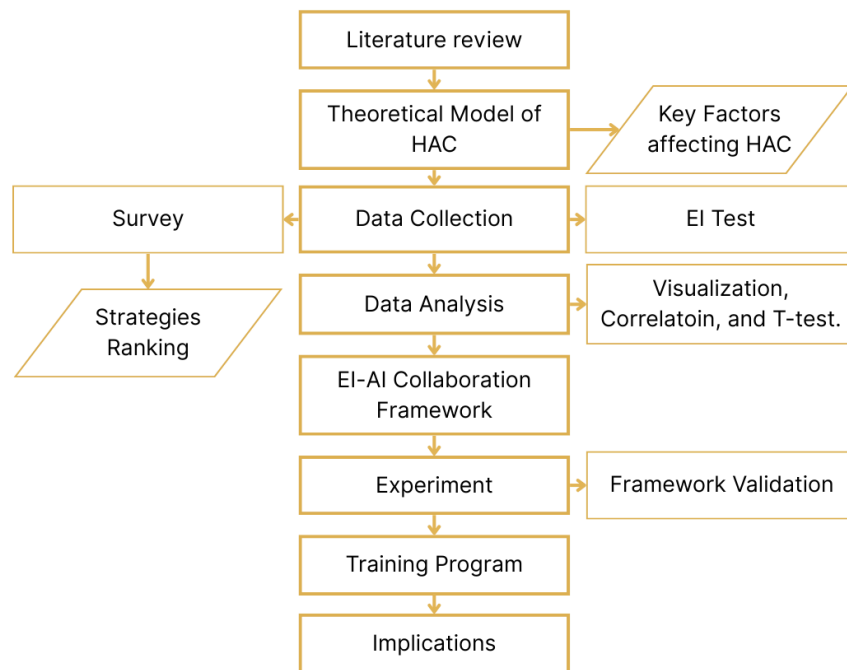 Literature review
Theoretical Model of
HAC
Key Factors
affecting HAC
Survey
Data Collection
EI Test
Strategies
Ranking
Data Analysis
Visualization,
Correlatoin, and T-test.
EI-AI Collaboration
Framework
Experiment
Framework Validation
Training Program
Implications